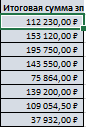 Итоговая сумма зп
112 230,00 ₽
153 120,00 ₽
195 750,00 ₽
143 550,00 ₽
75 864,00 ₽
139 200,00 ₽
109 054,50 ₽
37 932,00 ₽